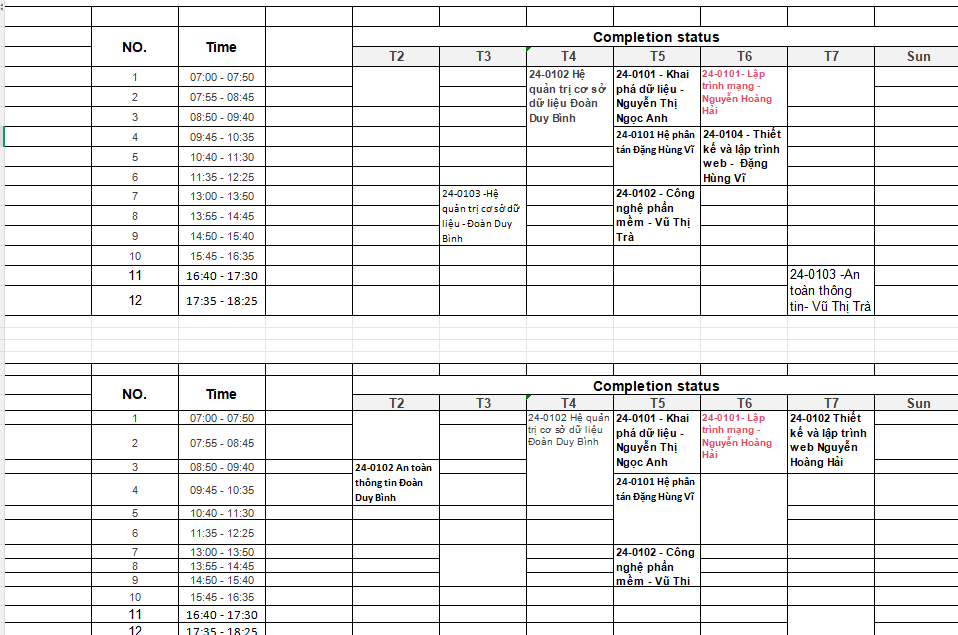 Completion status
NO. Time
T2 T3 T4 T5 T6 T7 Sun
1 07:00 - 07:50
2 07:55 - 08:45
3 08:50 - 09:40
4 09:45 - 10:35
5 10:40 - 11:30
6 11:35 - 12:25
7 13:00 - 13:50
8 13:55 - 14:45
9 14:50 - 15:40
10 15:45 - 16:35
11 16:40 - 17:30
12 17:35 - 18:25
24-0103 -Hệ
quản trị cơ sở dữ
liệu - Đoàn Duy
Bình
24-0102 Hệ
quản trị cơ sở
dữ liệu Đoàn
Duy Bình
24-0101 - Khai
phá dữ liệu -
Nguyễn Thị
Ngọc Anh
24-0101 Hệ phân
tán Đặng Hùng Vĩ
24-0102 - Công
nghệ phần
mềm - Vũ Thị
Trà
24-0101- Lập
trình mạng -
Nguyễn Hoàng
Hải
24-0104 - Thiết
kế và lập trình
web - Đặng
Hùng Vĩ
24-0103 -An
toàn thông
tin- Vũ Thị Trà
Completion status
NO. Time
T2 T3 T4 T5 T6 T7 Sun
1 07:00 - 07:50
2 07:55 - 08:45
3 08:50 - 09:40
4 09:45 - 10:35
5 10:40 - 11:30
6 11:35 - 12:25
7 13:00 - 13:50
8 13:55 - 14:45
9 14:50 - 15:40
10 15:45 - 16:35
11 16:40 - 17:30
12 17:35 - 18:25
24-0102 An toàn
thông tin Đoàn
Duy Bình
24-0102 Hệ quản
trị cơ sở dữ liệu
Đoàn Duy Bình
24-0101 - Khai
phá dữ liệu -
Nguyễn Thị
Ngọc Anh
24-0101 Hệ phân
tán Đặng Hùng Vĩ
24-0102 - Công
nghệ phần
mềm - Vũ Thị
24-0101- Lập
trình mạng -
Nguyễn Hoàng
Hải
24-0102 Thiết
kế và lập trình
web Nguyễn
Hoàng Hải